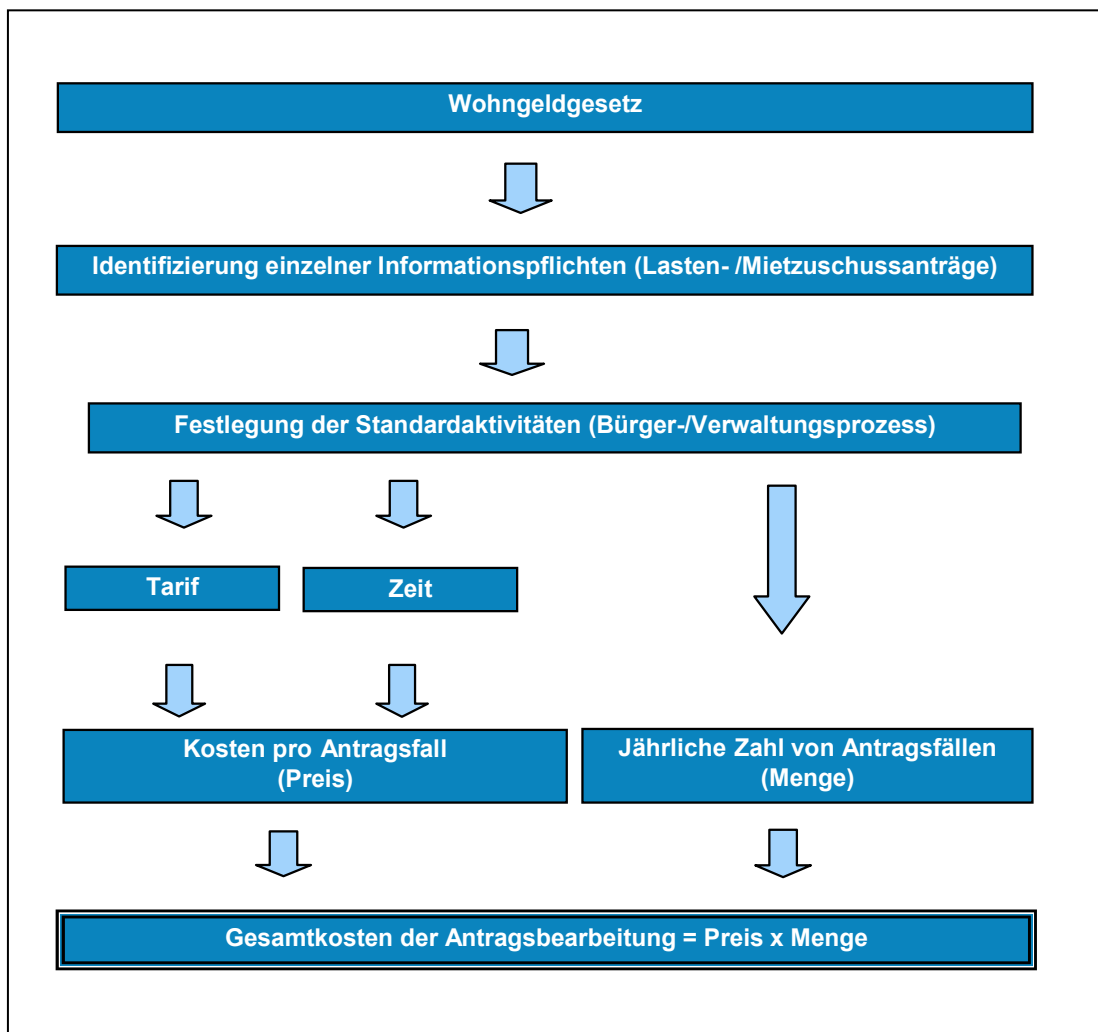 Wohngeldgesetz
Identifizierung einzelner Informationspflichten (Lasten- /Mietzuschussanträge)
Festlegung der Standardaktivitäten (Bürger-/Verwaltungsprozess)
Tarif
Zeit
Kosten pro Antragsfall
(Preis)
Jährliche Zahl von Antragsfällen
(Menge)
Gesamtkosten der Antragsbearbeitung = Preis x Menge